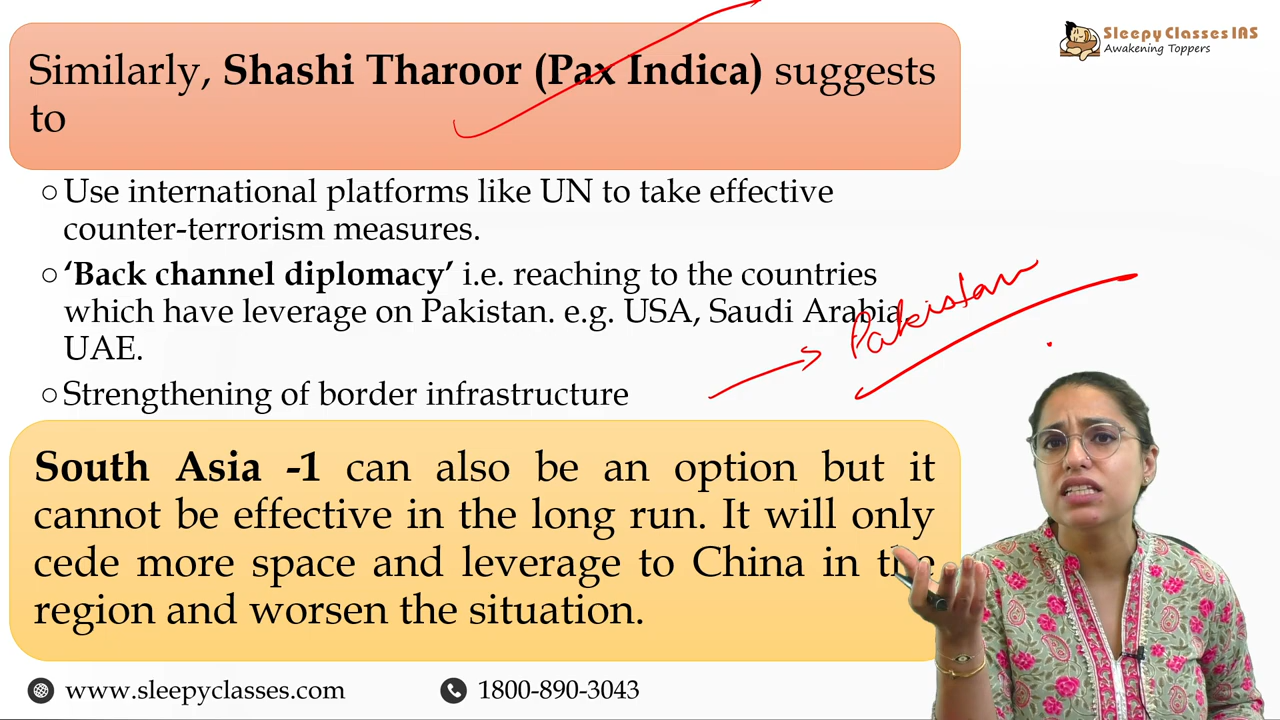 Sleepy Classes IAS
Awakening Toppers
Similarly, Shashi Tharoor (Pax Indica) suggests
to
○Use international platforms like UN to take effective
counter-terrorism measures.
○‘Back channel diplomacy’ i.e. reaching to the countries
which have leverage on Pakistan. e.g. USA, Saudi Arabia
UAE.
Pakistan
○Strengthening of border infrastructure
South Asia -1 can also be an option but it
cannot be effective in the long run. It will only
cede more space and leverage to China in the
region and worsen the situation.
www.sleepyclasses.com
1800-890-3043